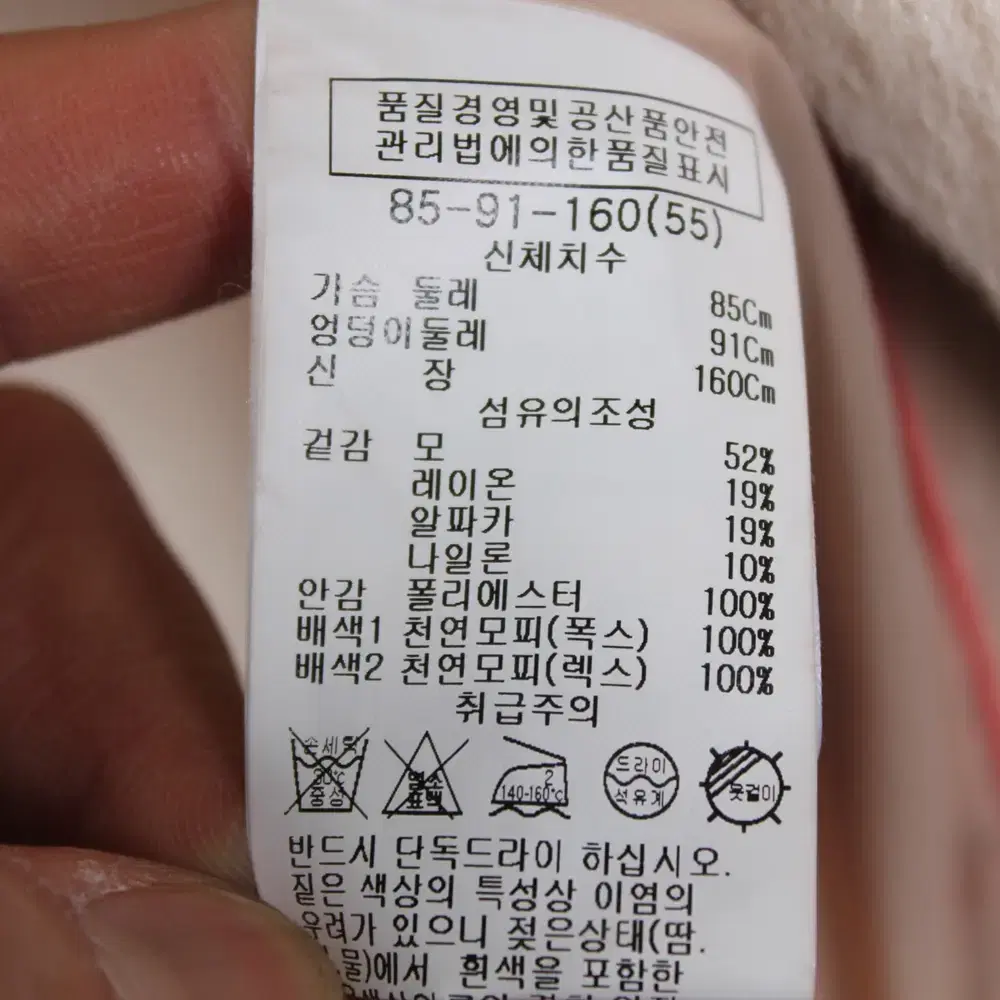 품질경영및공산품안전
관리법에의한품질표시
85-91-160(55)
신체치수
가슴 둘레 85Cm
엉덩이둘레 91Cm
신 장 160Cm
섬유의조성
겉감 모 52%
레이온 19%
알파카 19%
나일론 10%
안감 폴리에스터 100%
배색1 천연모피(폭스) 100%
배색2 천연모피(렉스) 100%
취급주의
손세탁 30℃ 중성
염소 표백
2 140-160℃
드라이 석유계
옷걸이
반드시 단독드라이 하십시오.
짙은 색상의 특성상 이염의
우려가 있으니 젖은상태(땀.
물)에서 흰색을 포함한